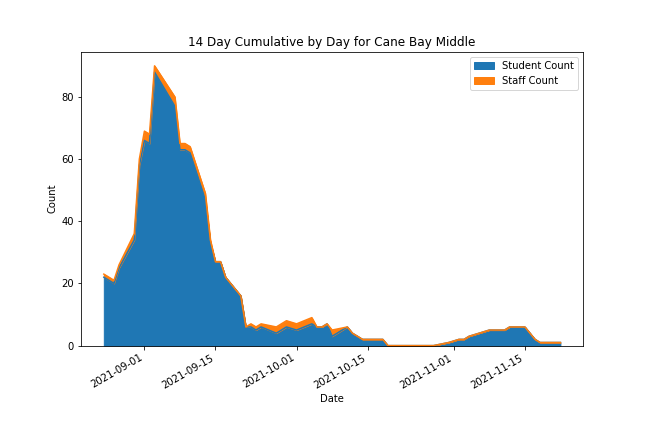 14 Day Cumulative by Day for Cane Bay Middle
Student Count
Staff Count
80
60
40
20
0
Count
2021-09-01
2021-09-15
2021-10-01
2021-10-15
2021-11-01
2021-11-15
Date